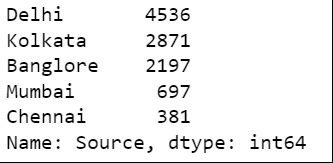 Delhi 4536
Kolkata 2871
Banglore 2197
Mumbai 697
Chennai 381
Name: Source, dtype: int64